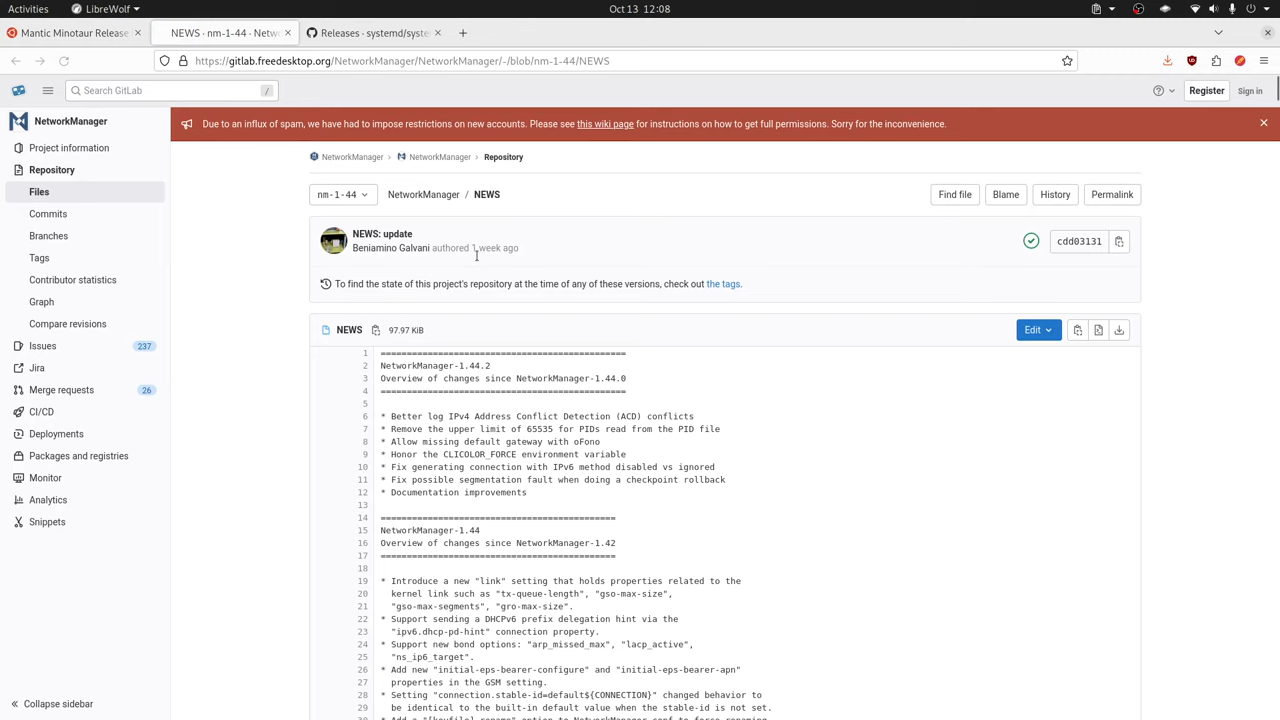 Activities LibreWolf Oct 13 12:08
Mantic Minotaur Release NEWS · nm-1-44 · Netwo Releases · systemd/syste
https://gitlab.freedesktop.org/NetworkManager/NetworkManager/-/blob/nm-1-44/NEWS
Search GitLab / Register Sign in
NetworkManager
Project information
Repository
Files
Commits
Branches
Tags
Contributor statistics
Graph
Compare revisions
Issues 237
Jira
Merge requests 26
CI/CD
Deployments
Packages and registries
Monitor
Analytics
Snippets
Collapse sidebar
Due to an influx of spam, we have had to impose restrictions on new accounts. Please see this wiki page for instructions on how to get full permissions. Sorry for the inconvenience.
NetworkManager › NetworkManager › Repository
nm-1-44 NetworkManager / NEWS Find file Blame History Permalink
NEWS: update
Beniamino Galvani authored 1 week ago cdd03131
To find the state of this project's repository at the time of any of these versions, check out the tags.
NEWS 97.97 KiB Edit
1 ===============================================
2 NetworkManager-1.44.2
3 Overview of changes since NetworkManager-1.44.0
4 ===============================================
5
6 * Better log IPv4 Address Conflict Detection (ACD) conflicts
7 * Remove the upper limit of 65535 for PIDs read from the PID file
8 * Allow missing default gateway with oFono
9 * Honor the CLICOLOR_FORCE environment variable
10 * Fix generating connection with IPv6 method disabled vs ignored
11 * Fix possible segmentation fault when doing a checkpoint rollback
12 * Documentation improvements
13
14 =============================================
15 NetworkManager-1.44
16 Overview of changes since NetworkManager-1.42
17 =============================================
18
19 * Introduce a new "link" setting that holds properties related to the
20 kernel link such as "tx-queue-length", "gso-max-size",
21 "gso-max-segments", "gro-max-size".
22 * Support sending a DHCPv6 prefix delegation hint via the
23 "ipv6.dhcp-pd-hint" connection property.
24 * Support new bond options: "arp_missed_max", "lacp_active",
25 "ns_ip6_target".
26 * Add new "initial-eps-bearer-configure" and "initial-eps-bearer-apn"
27 properties in the GSM setting.
28 * Setting "connection.stable-id=default${CONNECTION}" changed behavior to
29 be identical to the built-in default value when the stable-id is not set.